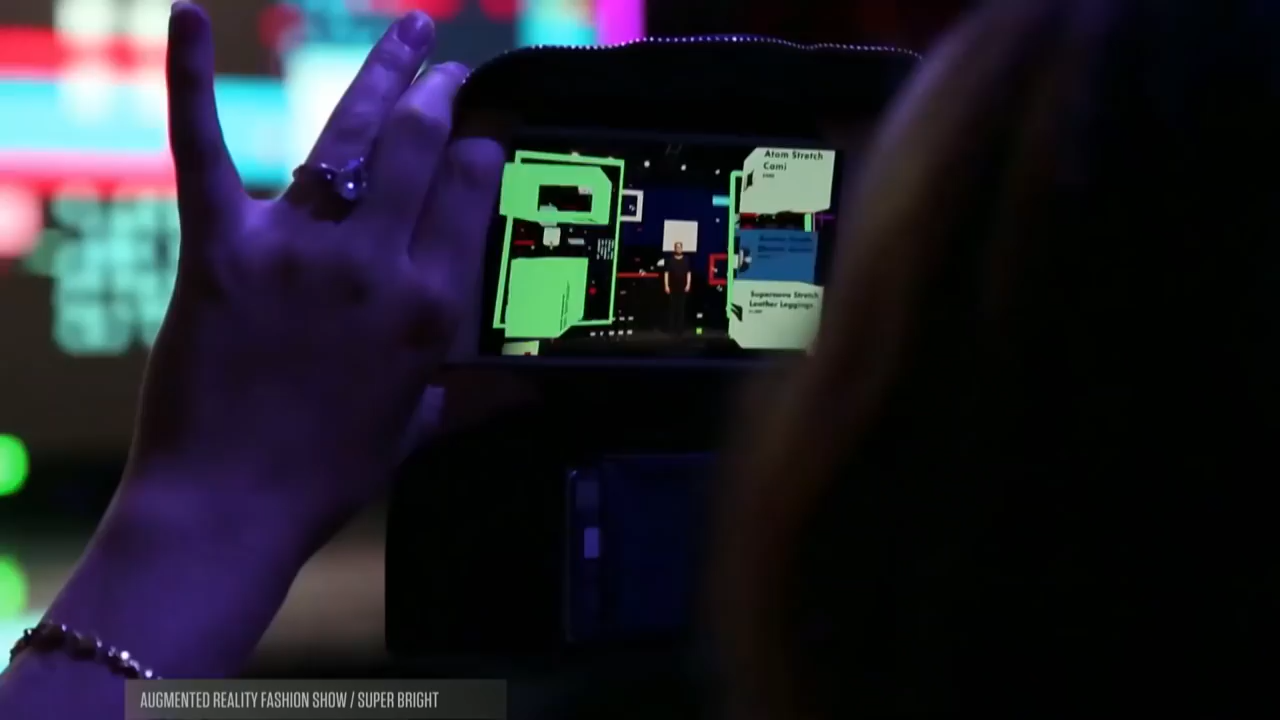 Atom Stretch
Cami
Supernova Stretch
Leather Leggings
AUGMENTED REALITY FASHION SHOW / SUPER BRIGHT